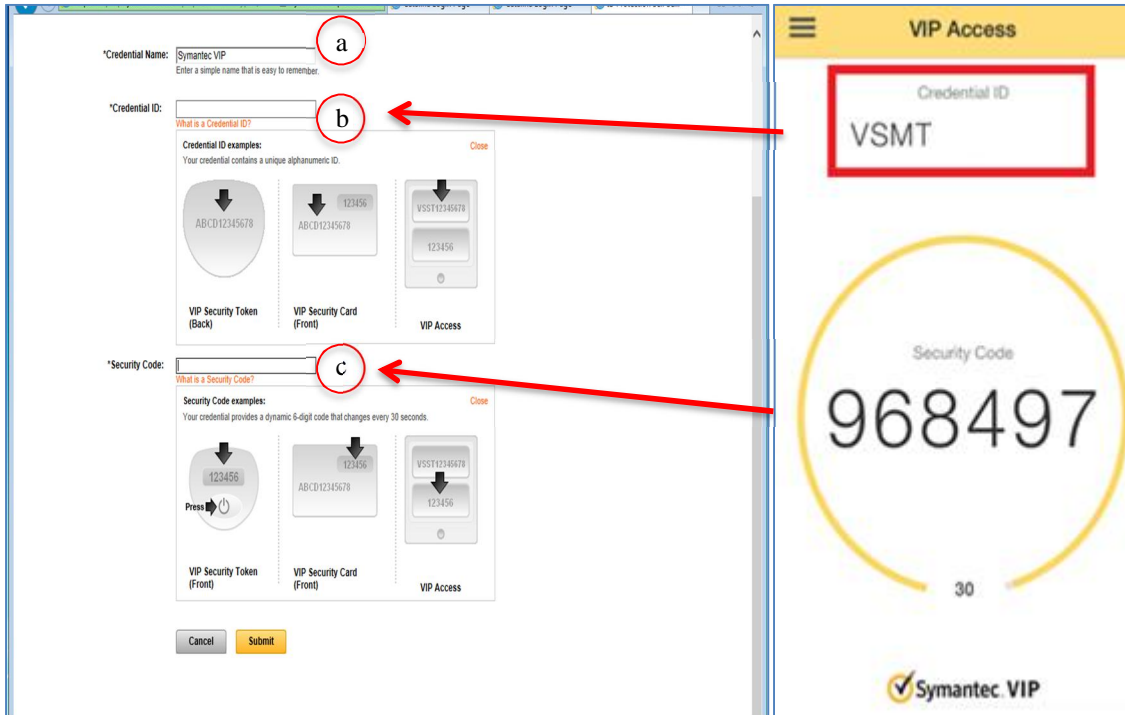 *Credential Name:
Symantec VIP
a
Enter a simple name that is easy to remember.
*Credential ID:
b
What is a Credential ID?
Credential ID examples:
Close
Your credential contains a unique alphanumeric ID.
ABCD12345678
123456
ABCD12345678
VSST12345678
123456
VIP Security Token
(Back)
VIP Security Card
(Front)
VIP Access
*Security Code:
c
What is a Security Code?
Security Code examples:
Close
Your credential provides a dynamic 6-digit code that changes every 30 seconds.
123456
Press
123456
ABCD12345678
VSST12345678
123456
VIP Security Token
(Front)
VIP Security Card
(Front)
VIP Access
Cancel
Submit
VIP Access
Credential ID
VSMT
Security Code
968497
30
Symantec. VIP